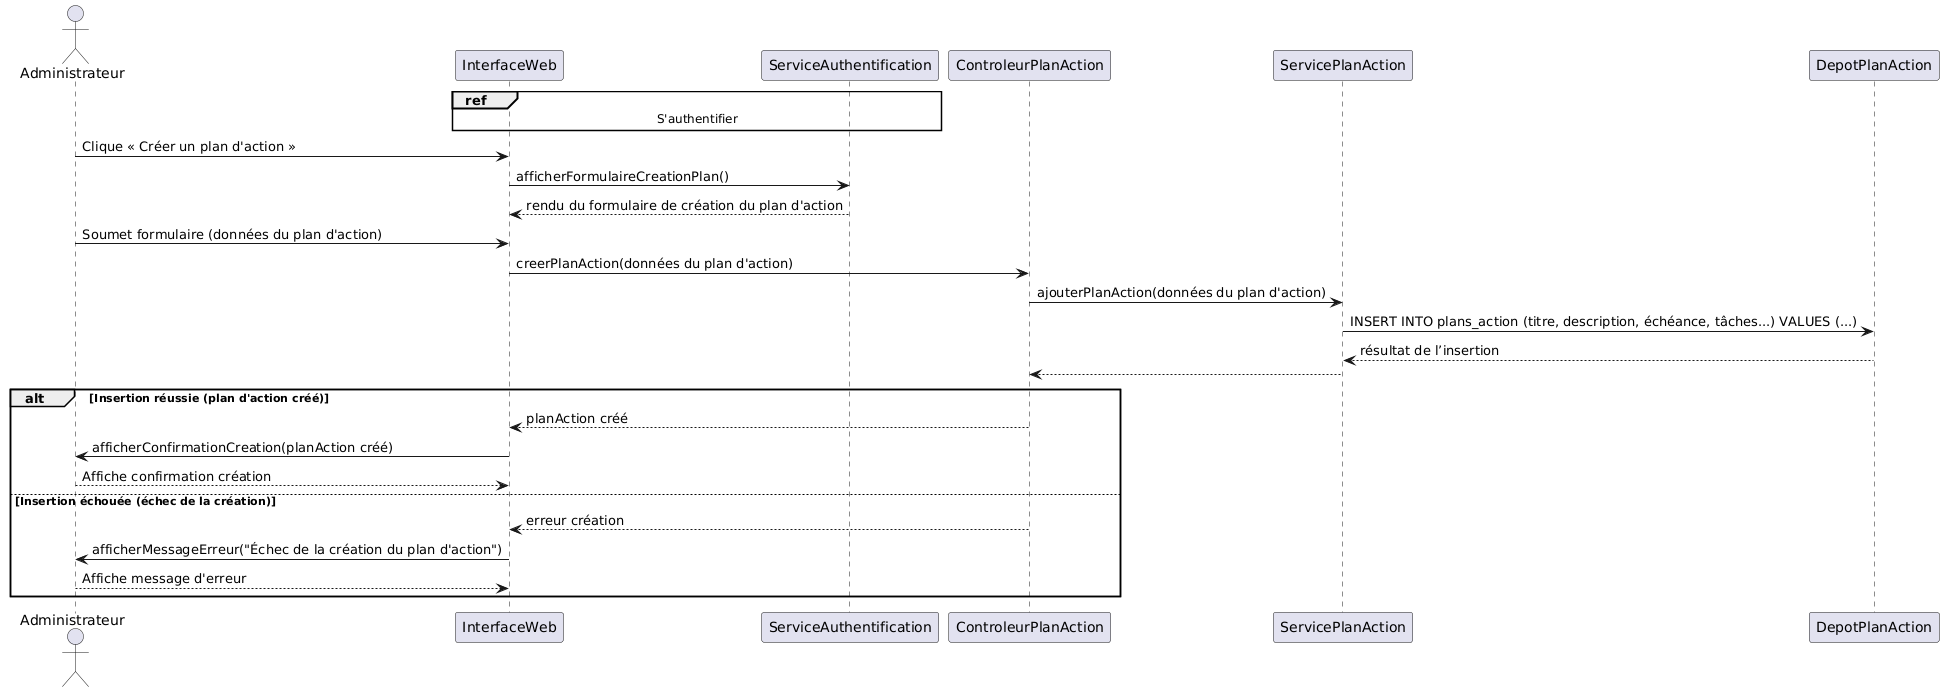 Administrateur
InterfaceWeb
ServiceAuthentification
ControleurPlanAction
ServicePlanAction
DepotPlanAction
ref
S'authentifier
Clique « Créer un plan d'action »
afficherFormulaireCreationPlan()
rendu du formulaire de création du plan d'action
Soumet formulaire (données du plan d'action)
creerPlanAction(données du plan d'action)
ajouterPlanAction(données du plan d'action)
INSERT INTO plans_action (titre, description, échéance, tâches...) VALUES (...)
résultat de l’insertion
alt
[Insertion réussie (plan d'action créé)]
planAction créé
afficherConfirmationCreation(planAction créé)
Affiche confirmation création
[Insertion échouée (échec de la création)]
erreur création
afficherMessageErreur("Échec de la création du plan d'action")
Affiche message d'erreur
Administrateur
InterfaceWeb
ServiceAuthentification
ControleurPlanAction
ServicePlanAction
DepotPlanAction